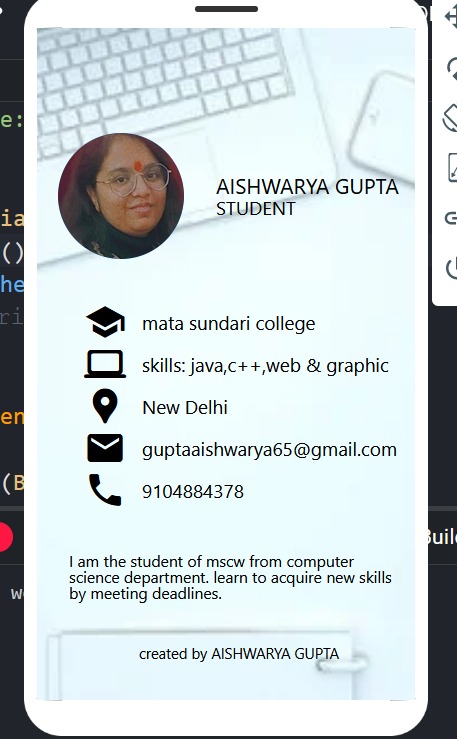 e:
AISHWARYA GUPTA
STUDENT
ia
()
he
ri
mata sundari college
skills: java,c++,web & graphic
New Delhi
en
guptaaishwarya65@gmail.com
(B
9104884378
Buil
I am the student of mscw from computer
science department. learn to acquire new skills
by meeting deadlines.
we
created by AISHWARYA GUPTA